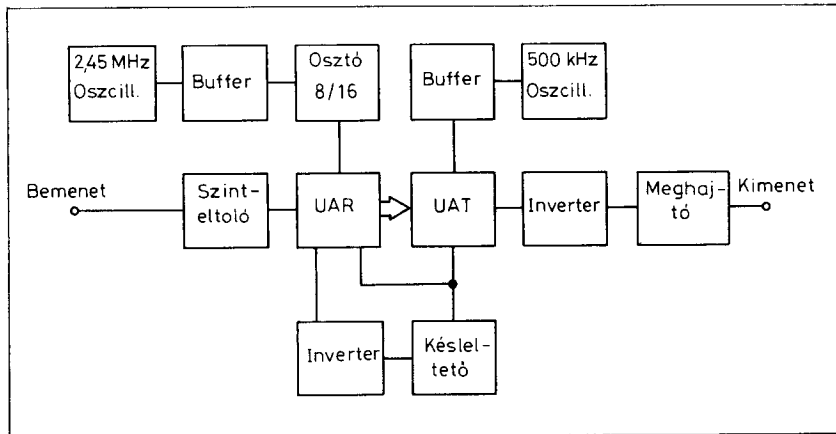 2,45 MHz
Oszcill.
Buffer
Osztó
8/16
Buffer
500 kHz
Oszcill.
Bemenet
Szint-
eltoló
UAR
UAT
Inverter
Meghaj-
tó
Kimenet
Inverter
Késlel-
tető